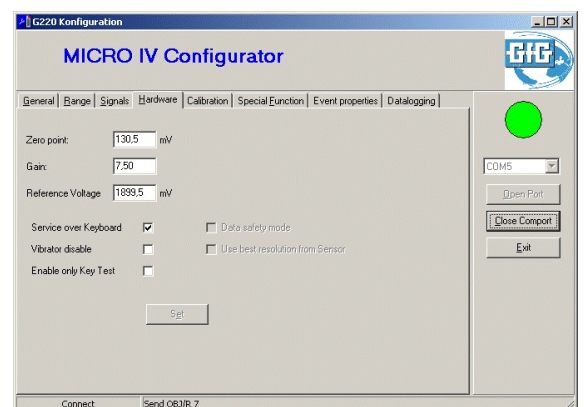 G220 Konfiguration
MICRO IV Configurator
GfG
General Range Signals Hardware Calibration Special Function Event properties Datalogging
Zero point: 130,5 mV
Gain: 7,50
Reference Voltage 1899,5 mV
Service over Keyboard Data safety mode
Vibrator disable Use best resolution from Sensor
Enable only Key Test
Set
COM5
Open Port
Close Comport
Exit
Connect Send OBJ/R 7